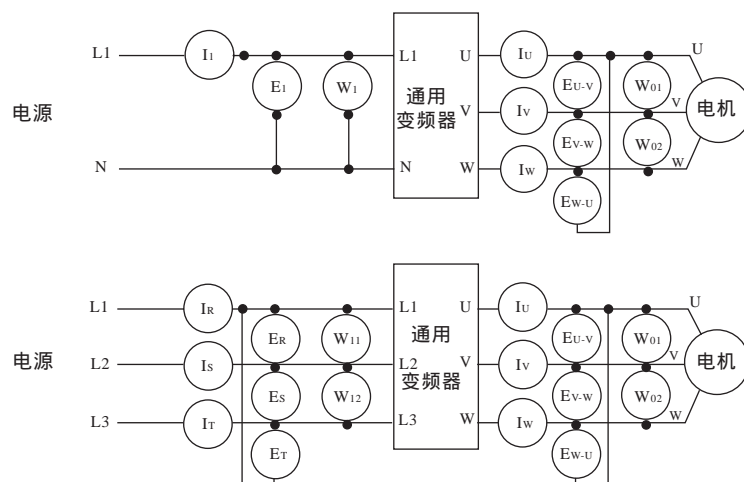 L1 I1 L1 U IU U
E1 W1 EU-V W01
电源 通用 V IV V 电机
变频器
EV-W W02
N N W IW W
EW-U
L1 IR L1 U IU U
ER W11 EU-V W01
电源 L2 IS L2 通用 V IV V 电机
变频器
ES W12 EV-W W02
L3 IT L3 W IW W
ET EW-U